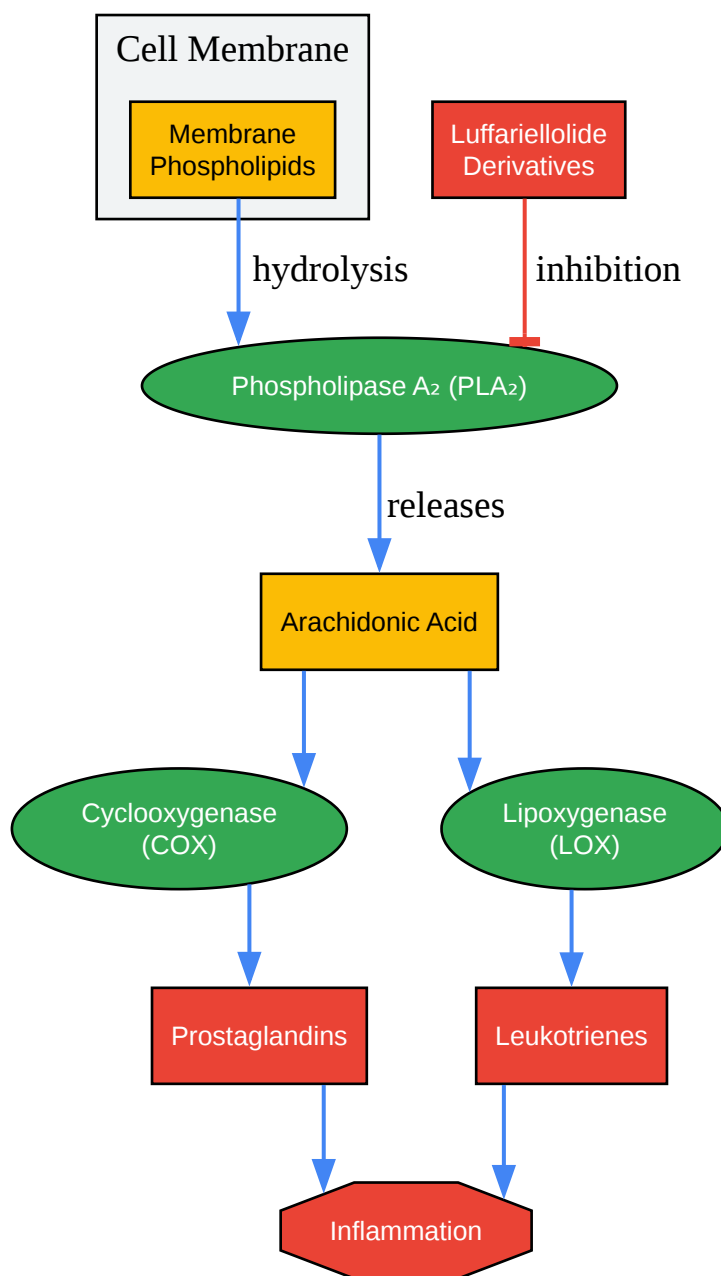 Cell Membrane
Membrane
Phospholipids
Luffariellolide
Derivatives
hydrolysis
inhibition
Phospholipase A₂ (PLA₂)
releases
Arachidonic Acid
Cyclooxygenase
(COX)
Lipoxygenase
(LOX)
Prostaglandins
Leukotrienes
Inflammation